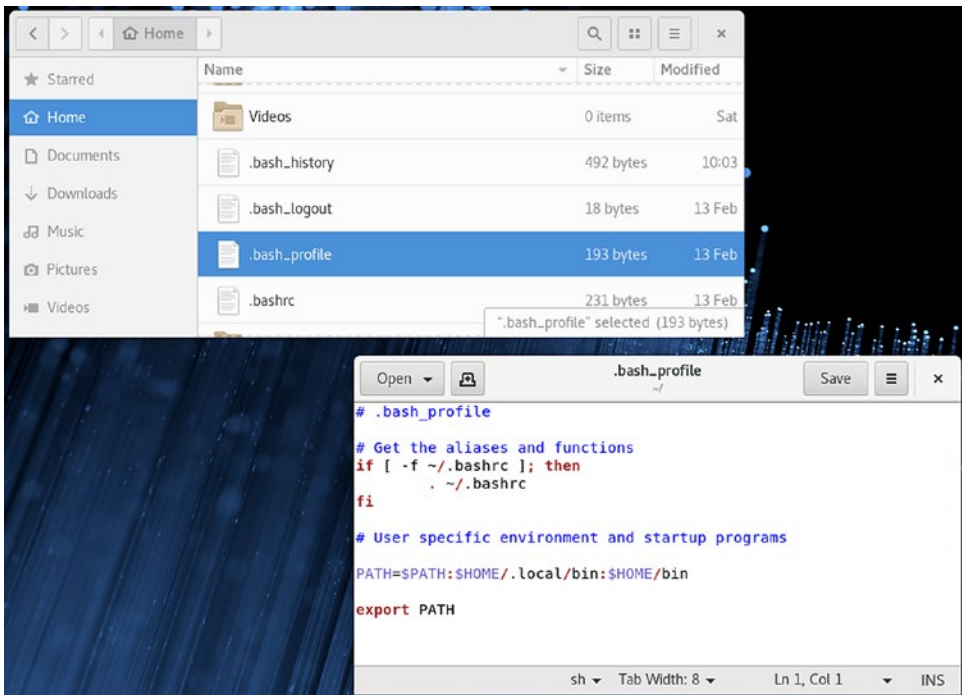 Home
Name Size Modified
Starred
Home
Documents
Downloads
Music
Pictures
Videos
Videos 0 items Sat
.bash_history 492 bytes 10:03
.bash_logout 18 bytes 13 Feb
.bash_profile 193 bytes 13 Feb
.bashrc 231 bytes 13 Feb
".bash_profile" selected (193 bytes)
Open .bash_profile Save
~/
# .bash_profile
# Get the aliases and functions
if [ -f ~/.bashrc ]; then
        . ~/.bashrc
fi
# User specific environment and startup programs
PATH=$PATH:$HOME/.local/bin:$HOME/bin
export PATH
sh Tab Width: 8 Ln 1, Col 1 INS